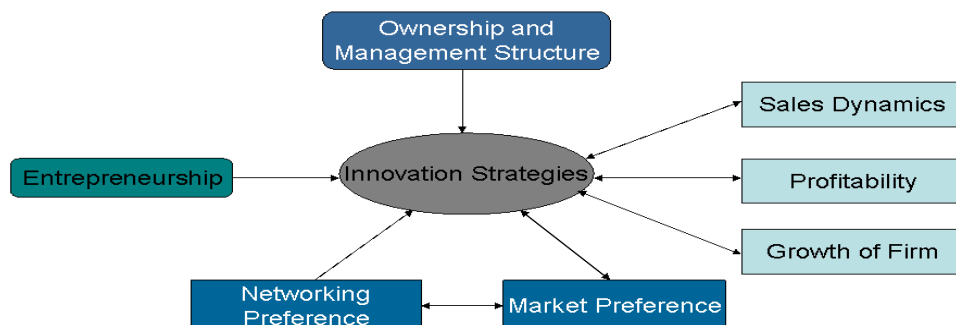 Ownership and
Management Structure
Sales Dynamics
Entrepreneurship
Innovation Strategies
Profitability
Growth of Firm
Networking
Preference
Market Preference